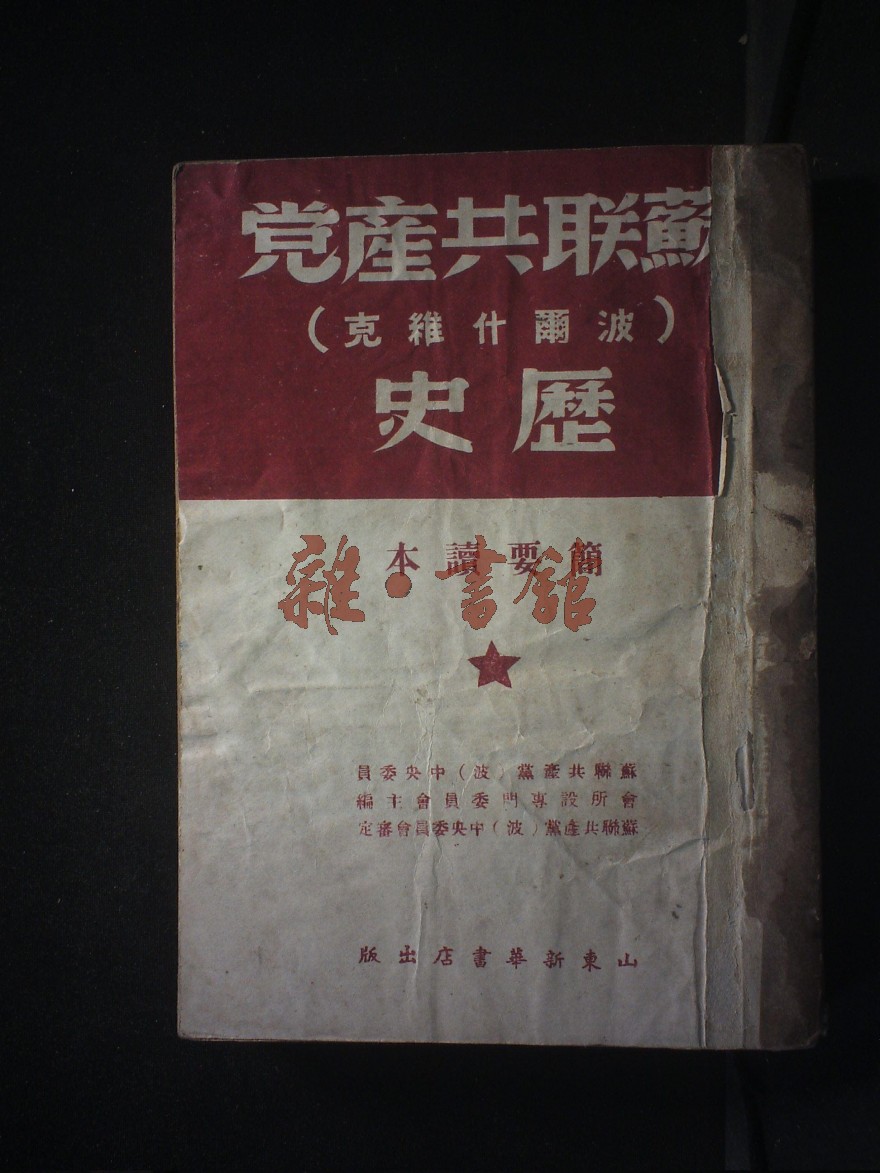 蘇联共產党
（波爾什維克）
歷史
簡要讀本
雜·書館
蘇聯共產黨（波）中央委員
會所設專門委員會主編
蘇聯共產黨（波）中央委員會審定
山東新華書店出版